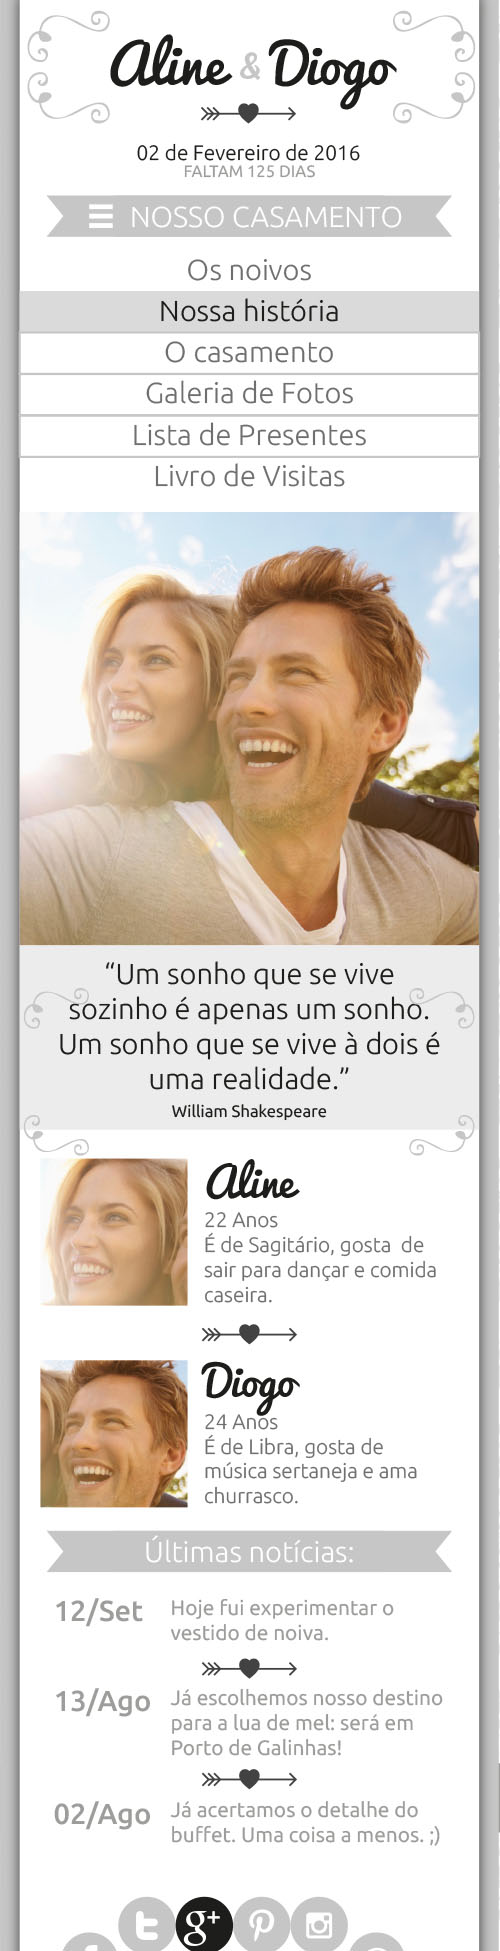 Aline & Diogo
02 de Fevereiro de 2016
FALTAM 125 DIAS
NOSSO CASAMENTO
Os noivos
Nossa história
O casamento
Galeria de Fotos
Lista de Presentes
Livro de Visitas
“Um sonho que se vive
sozinho é apenas um sonho.
Um sonho que se vive à dois é
uma realidade.”
William Shakespeare
Aline
22 Anos
É de Sagitário, gosta de
sair para dançar e comida
caseira.
Diogo
24 Anos
É de Libra, gosta de
música sertaneja e ama
churrasco.
Últimas notícias:
12/Set
Hoje fui experimentar o
vestido de noiva.
13/Ago
Já escolhemos nosso destino
para a lua de mel: será em
Porto de Galinhas!
02/Ago
Já acertamos o detalhe do
buffet. Uma coisa a menos. ;)
g+